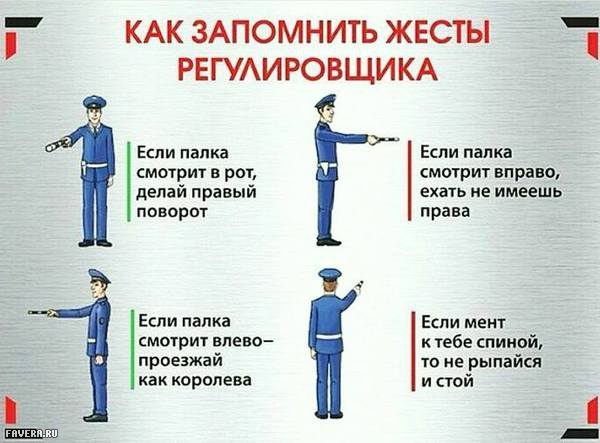 КАК ЗАПОМНИТЬ ЖЕСТЫ
РЕГУЛИРОВЩИКА
Если палка
смотрит в рот,
делай правый
поворот
Если палка
смотрит вправо,
ехать не имеешь
права
Если палка
смотрит влево–
проезжай
как королева
Если мент
к тебе спиной,
то не рыпайся
и стой
FAVERA.RU